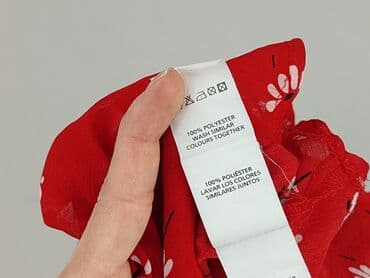 100% POLYESTER
WASH SIMILAR
COLOURS TOGETHER
100% POLIÉSTER
LAVAR LOS COLORES
SIMILARES JUNTOS